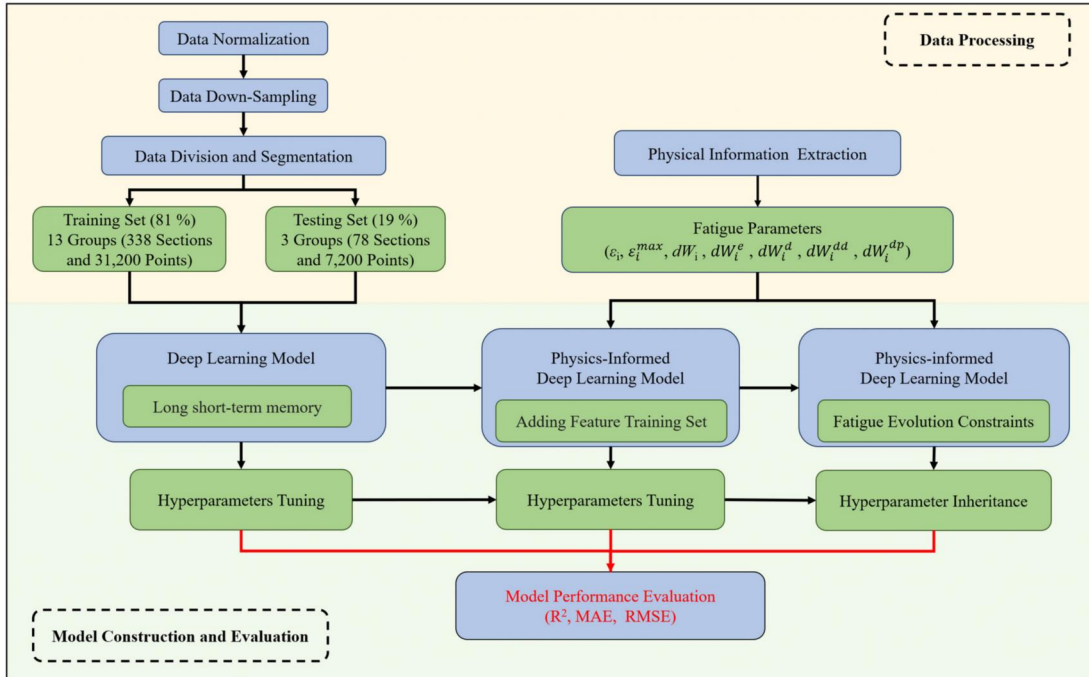 Data Normalization
Data Processing
Data Down-Sampling
Data Division and Segmentation
Physical Information Extraction
Training Set (81 %)
13 Groups (338 Sections
and 31,200 Points)
Testing Set (19 %)
3 Groups (78 Sections
and 7,200 Points)
Fatigue Parameters
(εᵢ, εᵢᵐᵃˣ, dWᵢ, dWᵢᵉ, dWᵢᵈ, dWᵢᵈᵈ, dWᵢᵈᵖ)
Deep Learning Model
Long short-term memory
Physics-Informed
Deep Learning Model
Adding Feature Training Set
Physics-informed
Deep Learning Model
Fatigue Evolution Constraints
Hyperparameters Tuning
Hyperparameters Tuning
Hyperparameter Inheritance
Model Performance Evaluation
(R², MAE, RMSE)
Model Construction and Evaluation